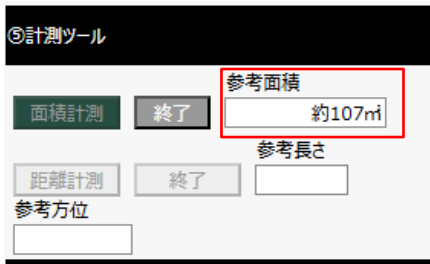 ⑤計測ツール
参考面積
面積計測 終了 約107㎡
参考長さ
距離計測 終了
参考方位